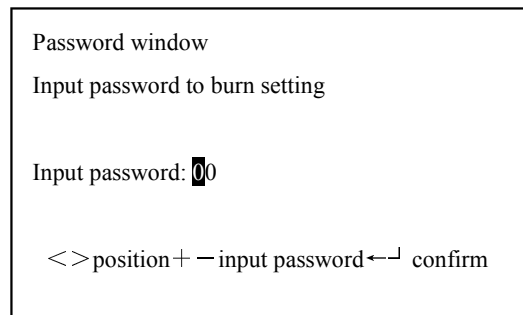 Password window
Input password to burn setting
Input password: 00
<>position+-input password←┘ confirm